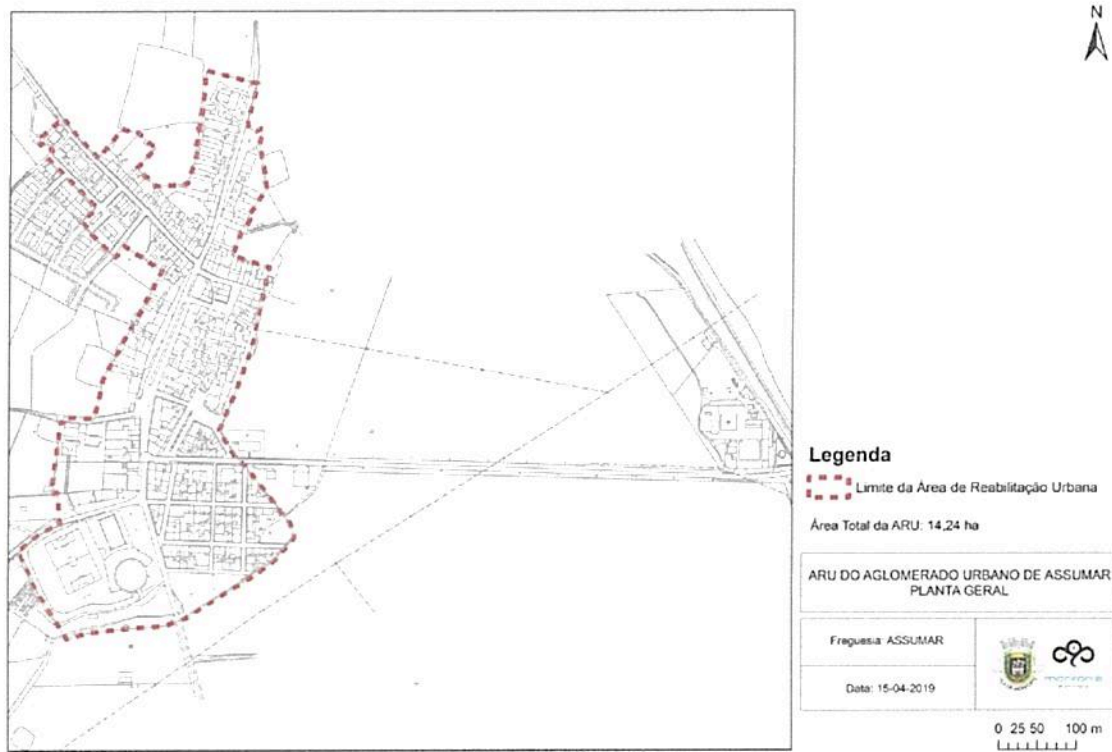 N
Legenda
Limite da Área de Reabilitação Urbana
Área Total da ARU: 14,24 ha
ARU DO AGLOMERADO URBANO DE ASSUMAR
PLANTA GERAL
Freguesia: ASSUMAR
Data: 15-04-2019
0 25 50 100 m